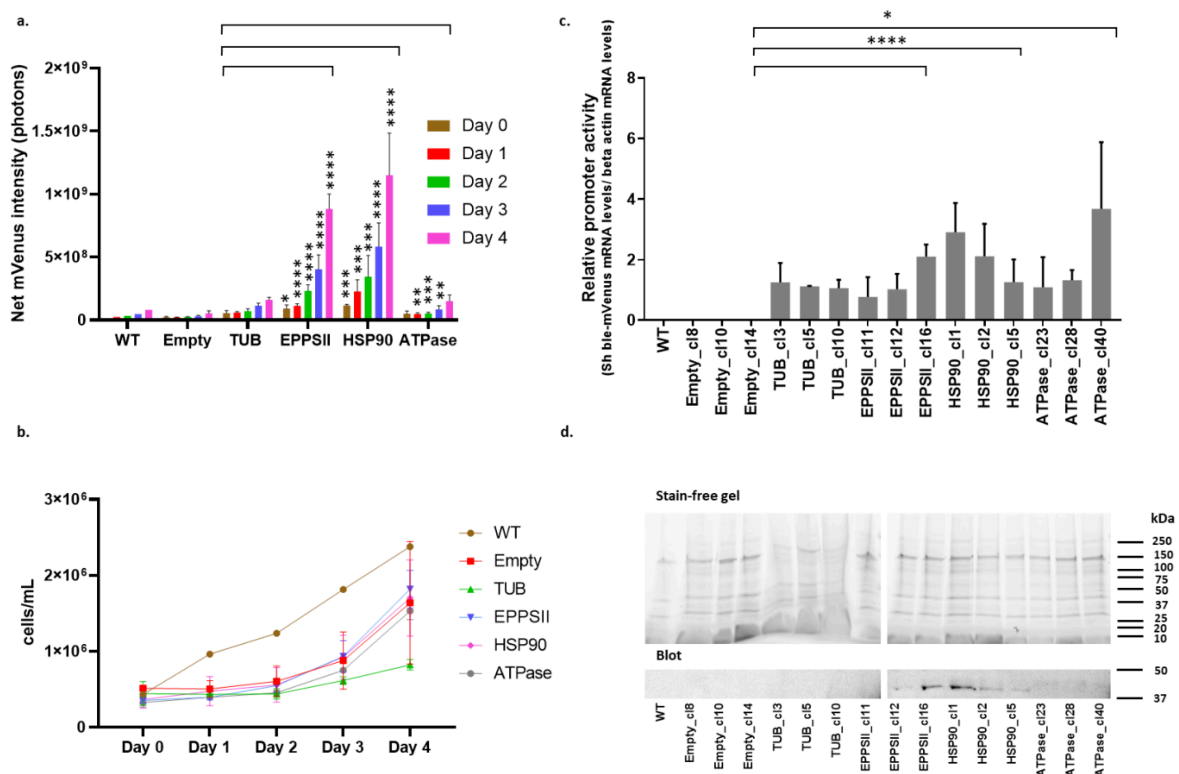 a.
Net mVenus intensity (photons)
2×10⁹
1.5×10⁹
1×10⁹
5×10⁸
0
Day 0
Day 1
Day 2
Day 3
Day 4
*
****
****
****
****
***
***
***
****
****
**
***
**
WT Empty TUB EPPSII HSP90 ATPase
c.
*
****
Relative promoter activity
(Sh ble-mVenus mRNA levels/ beta actin mRNA levels)
8
6
4
2
0
WT
Empty_cl8
Empty_cl10
Empty_cl14
TUB_cl3
TUB_cl5
TUB_cl10
EPPSII_cl11
EPPSII_cl12
EPPSII_cl16
HSP90_cl1
HSP90_cl2
HSP90_cl5
ATPase_cl23
ATPase_cl28
ATPase_cl40
b.
cells/mL
3×10⁶
2×10⁶
1×10⁶
0
Day 0 Day 1 Day 2 Day 3 Day 4
WT
Empty
TUB
EPPSII
HSP90
ATPase
d.
Stain-free gel
kDa
250
150
100
75
50
37
25
20
10
Blot
50
37
WT
Empty_cl8
Empty_cl10
Empty_cl14
TUB_cl3
TUB_cl5
TUB_cl10
EPPSII_cl11
EPPSII_cl12
EPPSII_cl16
HSP90_cl1
HSP90_cl2
HSP90_cl5
ATPase_cl23
ATPase_cl28
ATPase_cl40